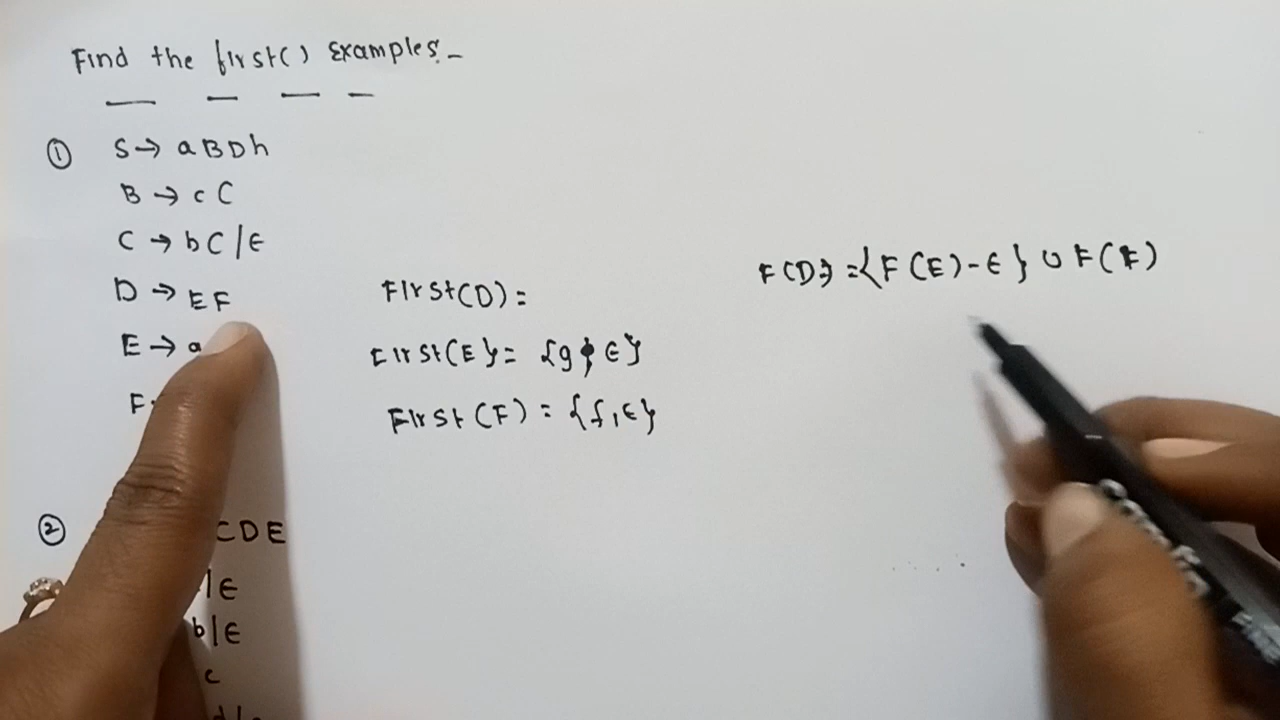 Find the first() Examples.
① S → aBDh
B → cC
C → bC/ε
D → EF
First(D) =
F(D) = {F(E)-ε} ∪ F(F)
E →
First(E) = {g, ε}
F
First(F) = {f, ε}
②
CDE
/ε
b/ε
c